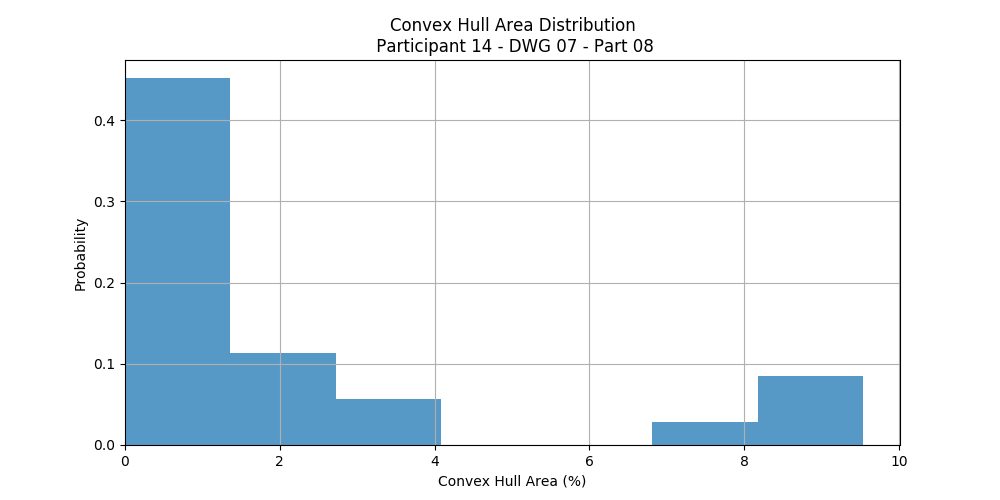 Convex Hull Area Distribution
Participant 14 - DWG 07 - Part 08
Probability
0.4
0.3
0.2
0.1
0.0
0 2 4 6 8 10
Convex Hull Area (%)